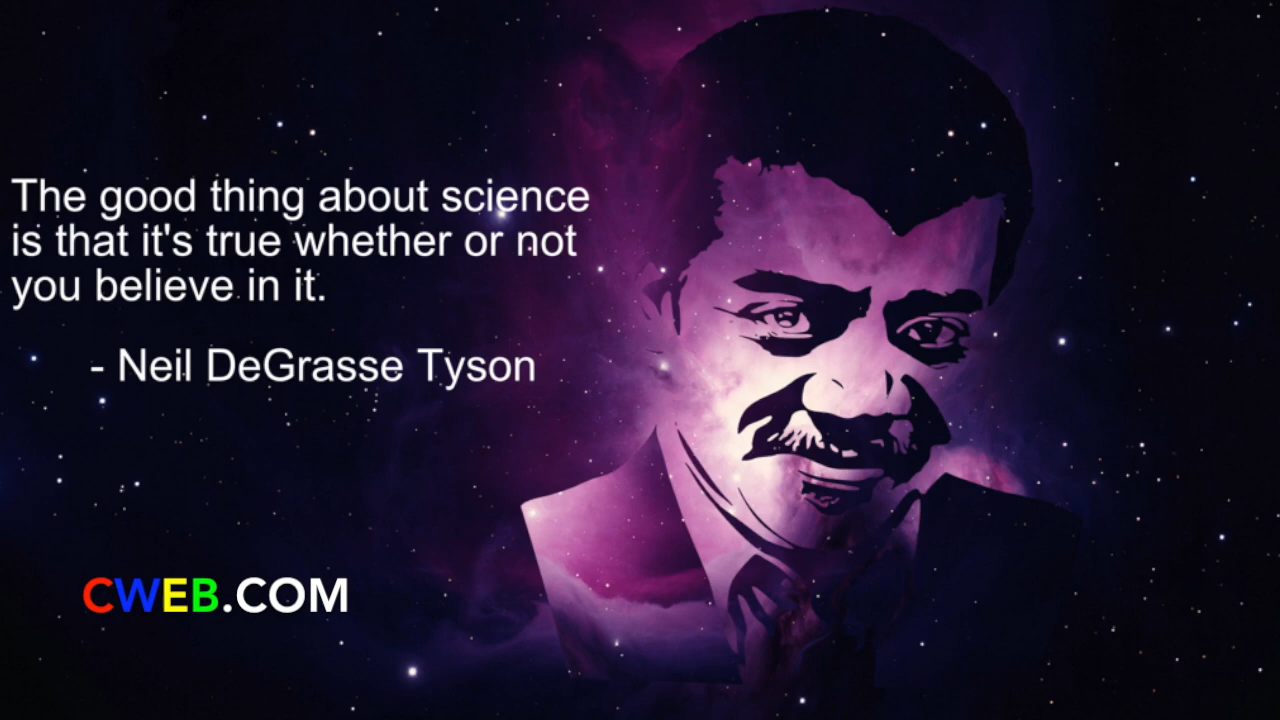 The good thing about science
is that it's true whether or not
you believe in it.
- Neil DeGrasse Tyson
CWEB.COM